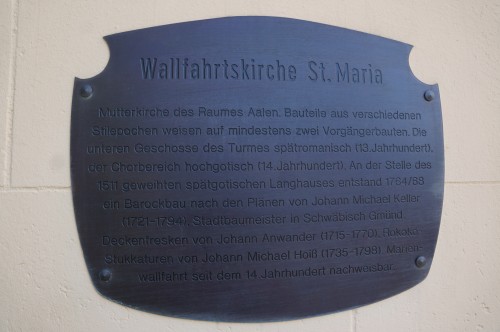 Wallfahrtskirche St. Maria
Mutterkirche des Raumes Aalen. Bauteile aus verschiedenen
Stilepochen weisen auf mindestens zwei Vorgängerbauten. Die
unteren Geschosse des Turmes spätromanisch (13. Jahrhundert),
der Chorbereich hochgotisch (14. Jahrhundert). An der Stelle des
1511 geweihten spätgotischen Langhauses entstand 1764/68
ein Barockbau nach den Plänen von Johann Michael Keller
(1721-1794), Stadtbaumeister in Schwäbisch Gmünd.
Deckenfresken von Johann Anwander (1715-1770), Rokoko-
Stukkaturen von Johann Michael Hoiß (1735-1798). Marien-
wallfahrt seit dem 14. Jahrhundert nachweisbar.